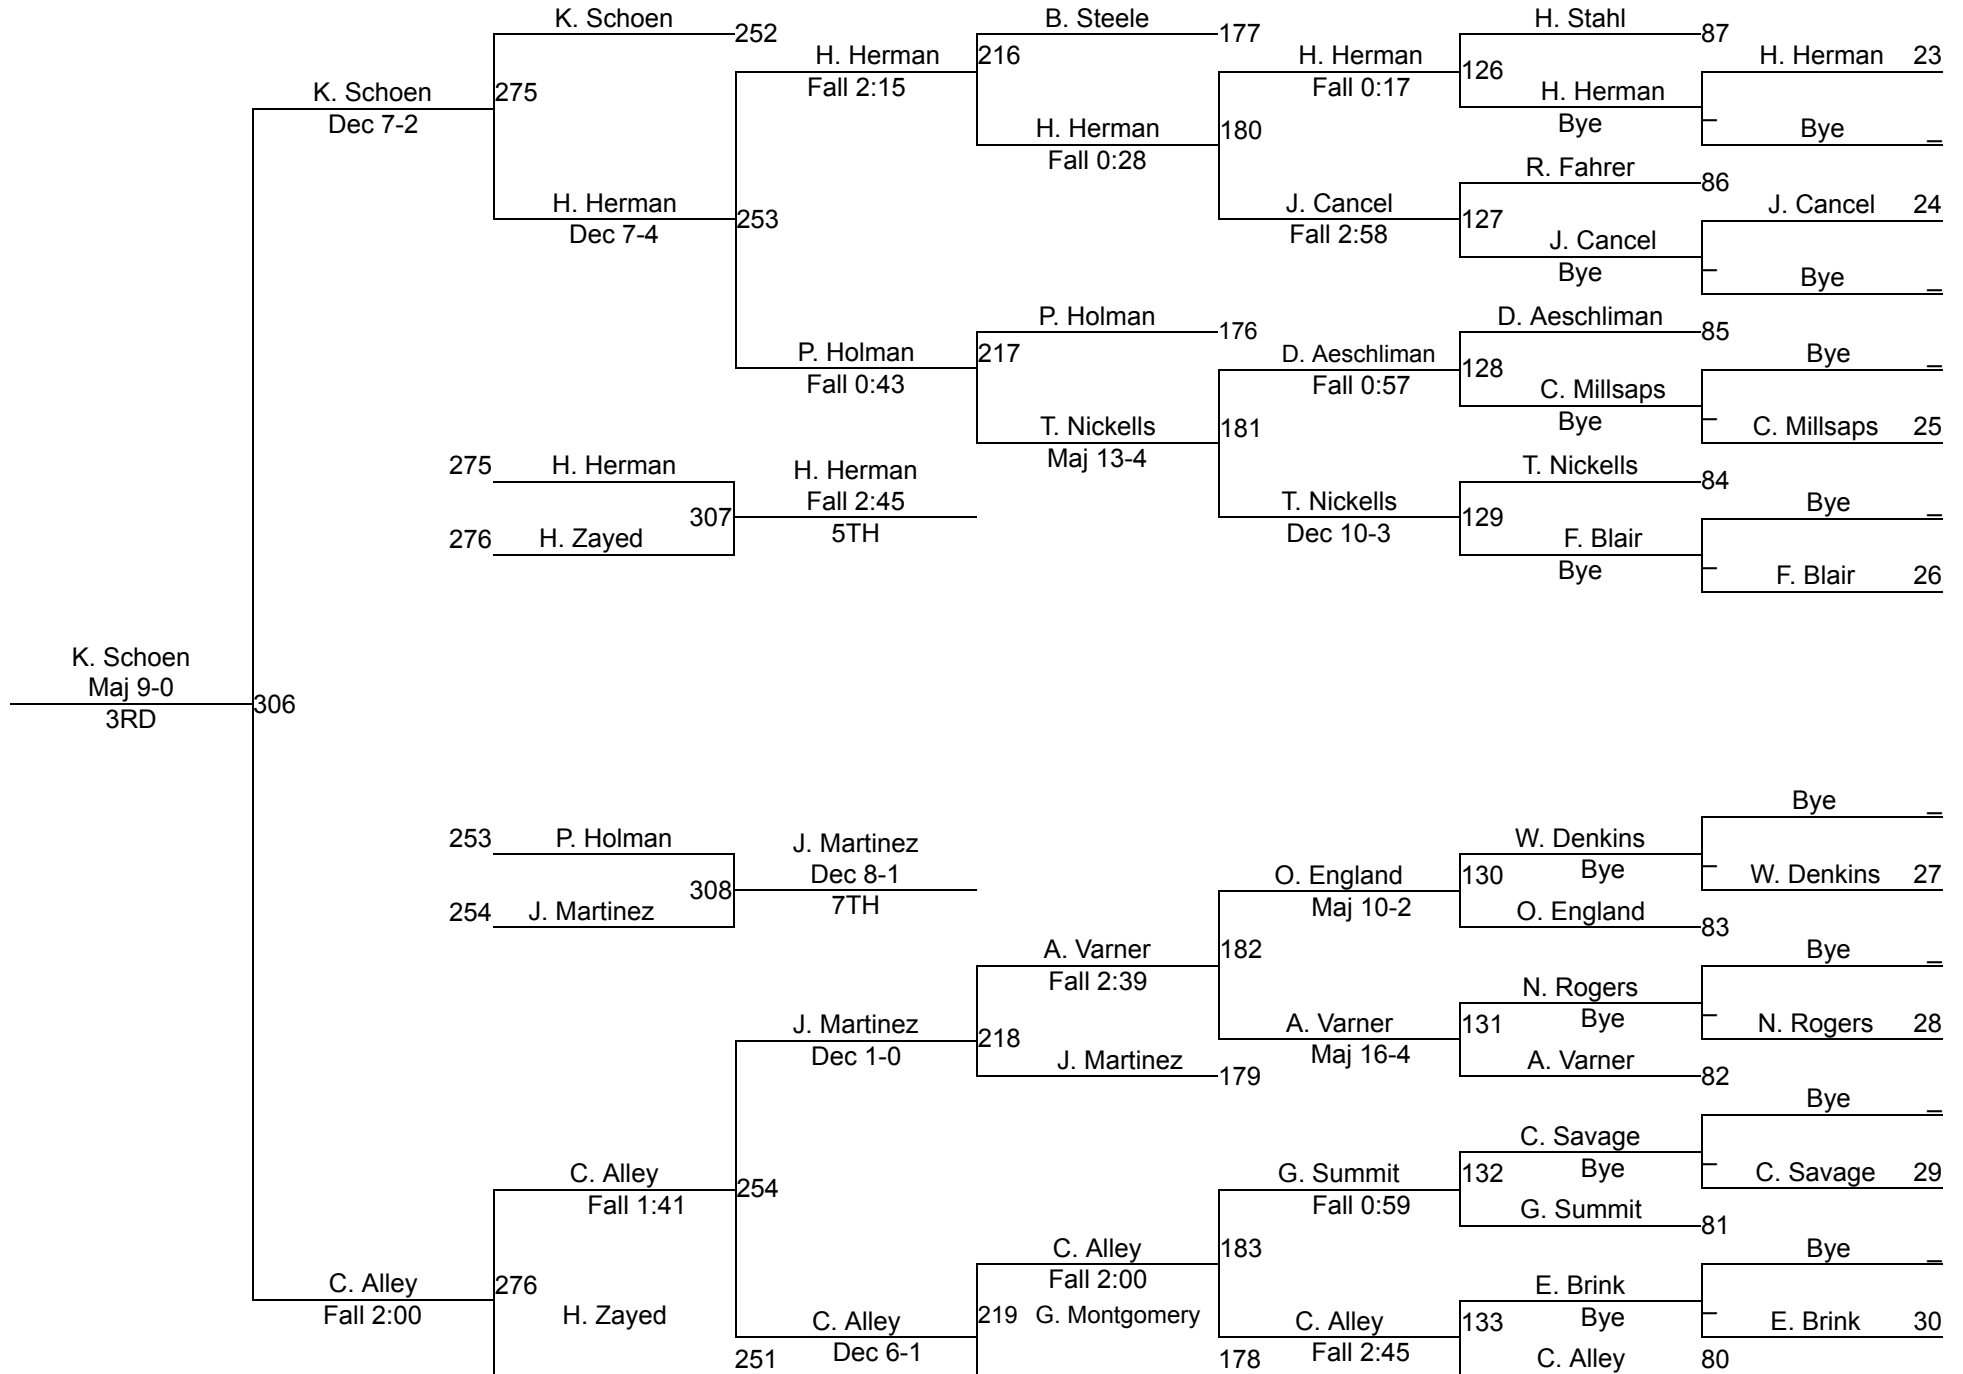 K. Schoen
252
B. Steele
177
H. Stahl
87
H. Herman
Fall 2:15
216
H. Herman
Fall 0:17
126
H. Herman 23
K. Schoen
Dec 7-2
275
H. Herman
Bye
_
Bye _
H. Herman
Fall 0:28
180
R. Fahrer
86
H. Herman
Dec 7-4
253
J. Cancel
Fall 2:58
127
J. Cancel 24
J. Cancel
Bye
_
Bye _
P. Holman
176
D. Aeschliman
85
P. Holman
Fall 0:43
217
D. Aeschliman
Fall 0:57
128
Bye _
C. Millsaps
Bye
_
C. Millsaps 25
T. Nickells
Maj 13-4
181
275 H. Herman
276 H. Zayed
307
H. Herman
Fall 2:45
5TH
T. Nickells
84
T. Nickells
Dec 10-3
129
Bye _
F. Blair
Bye
_
F. Blair 26
K. Schoen
Maj 9-0
3RD
306
253 P. Holman
254 J. Martinez
308
J. Martinez
Dec 8-1
7TH
Bye _
W. Denkins
Bye
_
W. Denkins 27
O. England
Maj 10-2
130
O. England
83
A. Varner
Fall 2:39
182
Bye _
N. Rogers
Bye
_
N. Rogers 28
J. Martinez
Dec 1-0
218
A. Varner
Maj 16-4
131
J. Martinez
179
A. Varner
82
Bye _
C. Savage
Bye
_
C. Savage 29
C. Alley
Fall 1:41
254
G. Summit
Fall 0:59
132
G. Summit
81
C. Alley
Fall 2:00
183
Bye _
C. Alley
Fall 2:00
276
H. Zayed
251
C. Alley
Dec 6-1
219
G. Montgomery
178
C. Alley
Fall 2:45
133
E. Brink
Bye
_
E. Brink 30
C. Alley
80